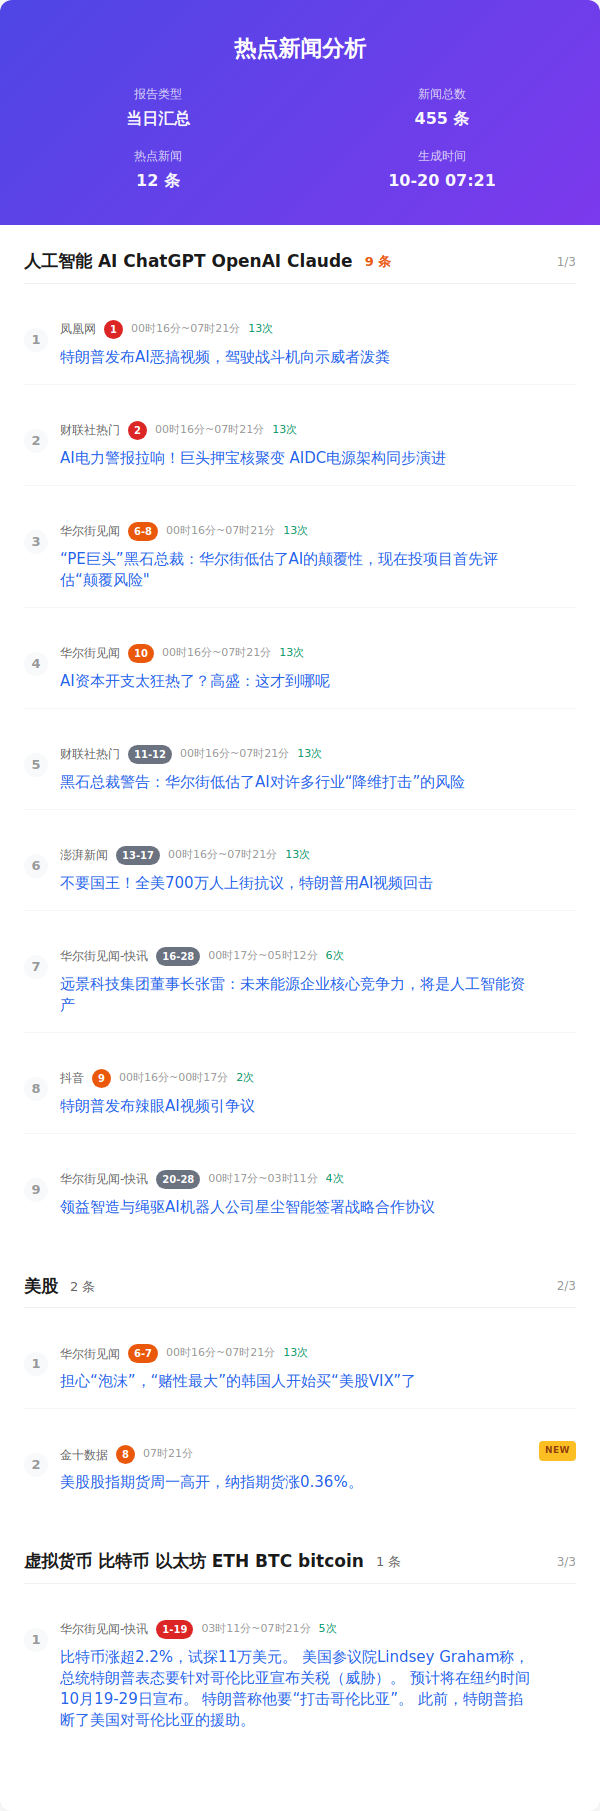 热点新闻分析
报告类型
当日汇总
新闻总数
455 条
热点新闻
12 条
生成时间
10-20 07:21
人工智能 AI ChatGPT OpenAI Claude 9 条 1/3
1
凤凰网 1 00时16分~07时21分 13次
特朗普发布AI恶搞视频，驾驶战斗机向示威者泼粪
2
财联社热门 2 00时16分~07时21分 13次
AI电力警报拉响！巨头押宝核聚变 AIDC电源架构同步演进
3
华尔街见闻 6-8 00时16分~07时21分 13次
“PE巨头”黑石总裁：华尔街低估了AI的颠覆性，现在投项目首先评
估“颠覆风险"
4
华尔街见闻 10 00时16分~07时21分 13次
AI资本开支太狂热了？高盛：这才到哪呢
5
财联社热门 11-12 00时16分~07时21分 13次
黑石总裁警告：华尔街低估了AI对许多行业“降维打击”的风险
6
澎湃新闻 13-17 00时16分~07时21分 13次
不要国王！全美700万人上街抗议，特朗普用AI视频回击
7
华尔街见闻-快讯 16-28 00时17分~05时12分 6次
远景科技集团董事长张雷：未来能源企业核心竞争力，将是人工智能资
产
8
抖音 9 00时16分~00时17分 2次
特朗普发布辣眼AI视频引争议
9
华尔街见闻-快讯 20-28 00时17分~03时11分 4次
领益智造与绳驱AI机器人公司星尘智能签署战略合作协议
美股 2 条 2/3
1
华尔街见闻 6-7 00时16分~07时21分 13次
担心“泡沫”，“赌性最大”的韩国人开始买“美股VIX”了
2
金十数据 8 07时21分 NEW
美股股指期货周一高开，纳指期货涨0.36%。
虚拟货币 比特币 以太坊 ETH BTC bitcoin 1 条 3/3
1
华尔街见闻-快讯 1-19 03时11分~07时21分 5次
比特币涨超2.2%，试探11万美元。 美国参议院Lindsey Graham称，
总统特朗普表态要针对哥伦比亚宣布关税（威胁）。 预计将在纽约时间
10月19-29日宣布。 特朗普称他要“打击哥伦比亚”。 此前，特朗普掐
断了美国对哥伦比亚的援助。